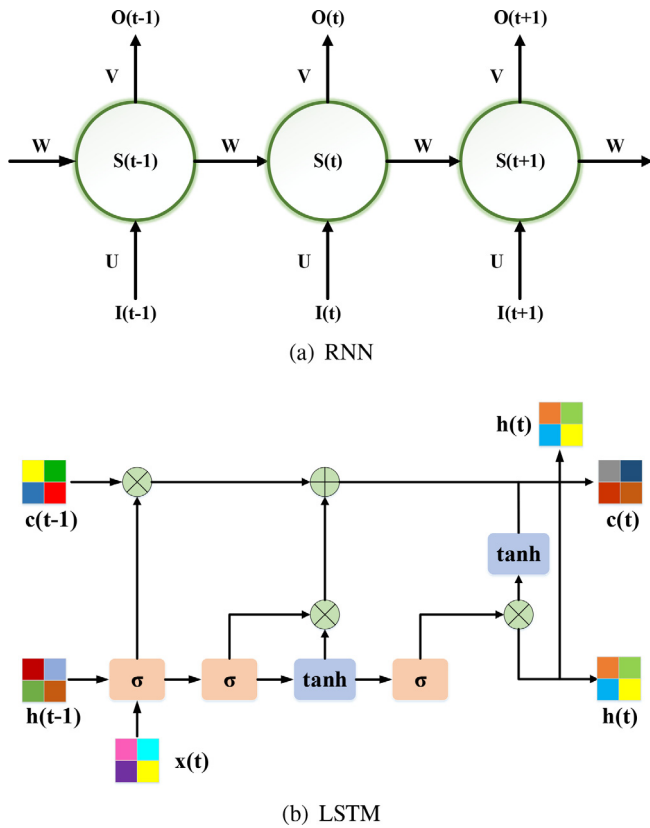 O(t-1) O(t) O(t+1)
V V V
W S(t-1) W S(t) W S(t+1) W
U U U
I(t-1) I(t) I(t+1)
(a) RNN
h(t)
c(t-1) c(t)
tanh
σ σ tanh σ
h(t-1) h(t)
x(t)
(b) LSTM